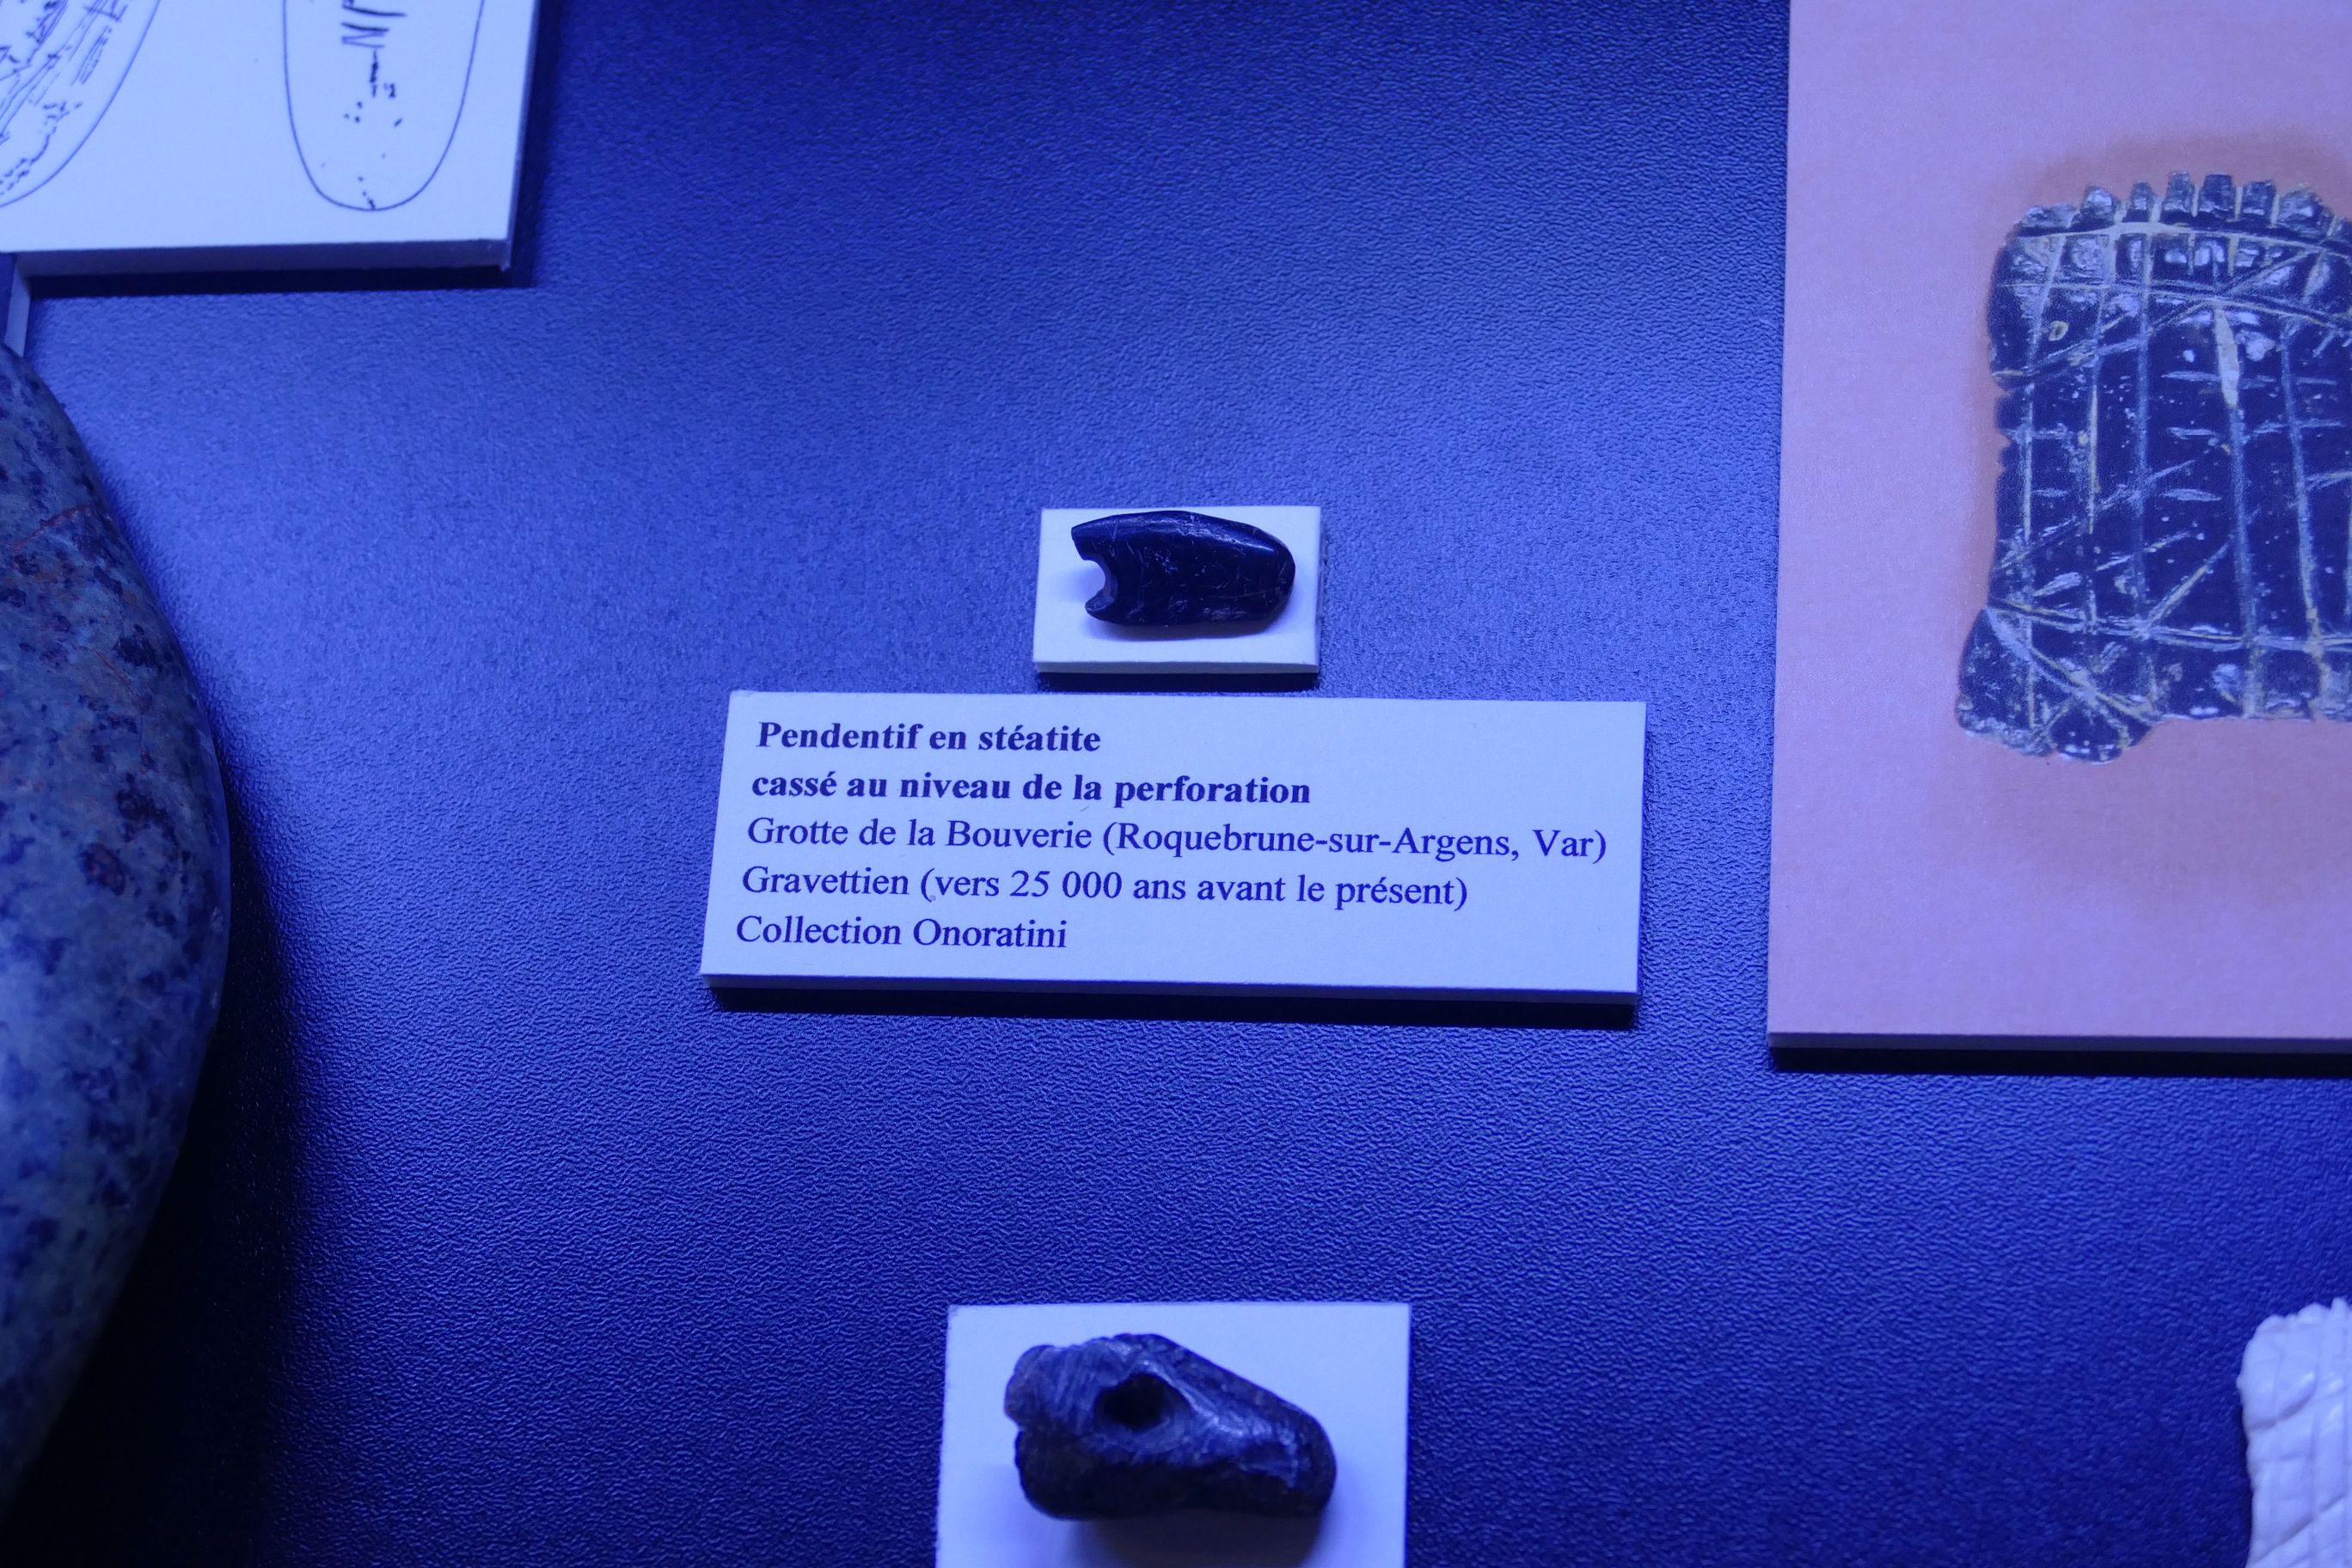 Pendentif en stéatite
cassé au niveau de la perforation
Grotte de la Bouverie (Roquebrune-sur-Argens, Var)
Gravettien (vers 25 000 ans avant le présent)
Collection Onoratini